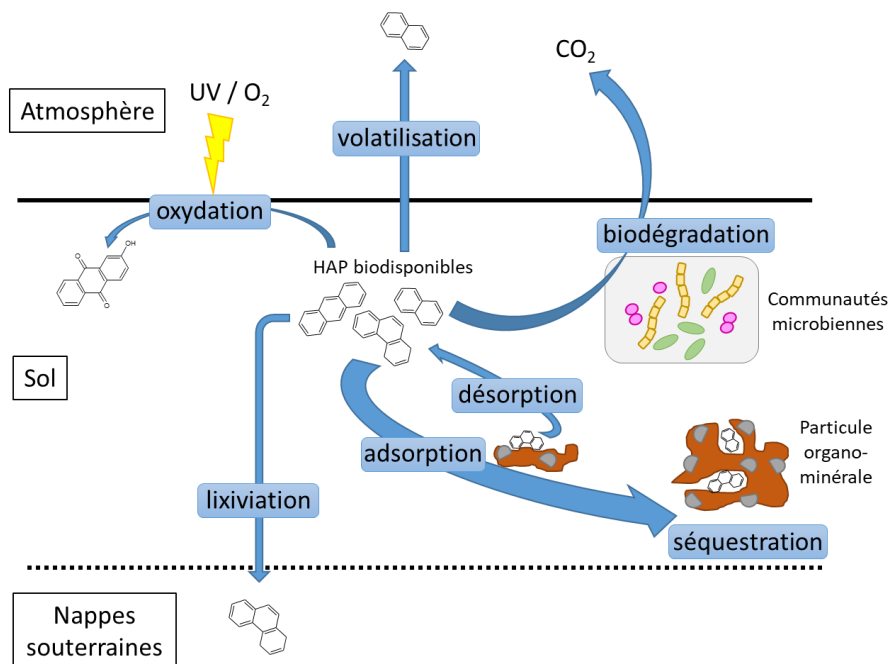 CO2
UV / O2
Atmosphère
volatilisation
oxydation
OH
O
O
biodégradation
HAP biodisponibles
Communautés
microbiennes
Sol
désorption
adsorption
Particule
organo-
minérale
lixiviation
séquestration
Nappes
souterraines